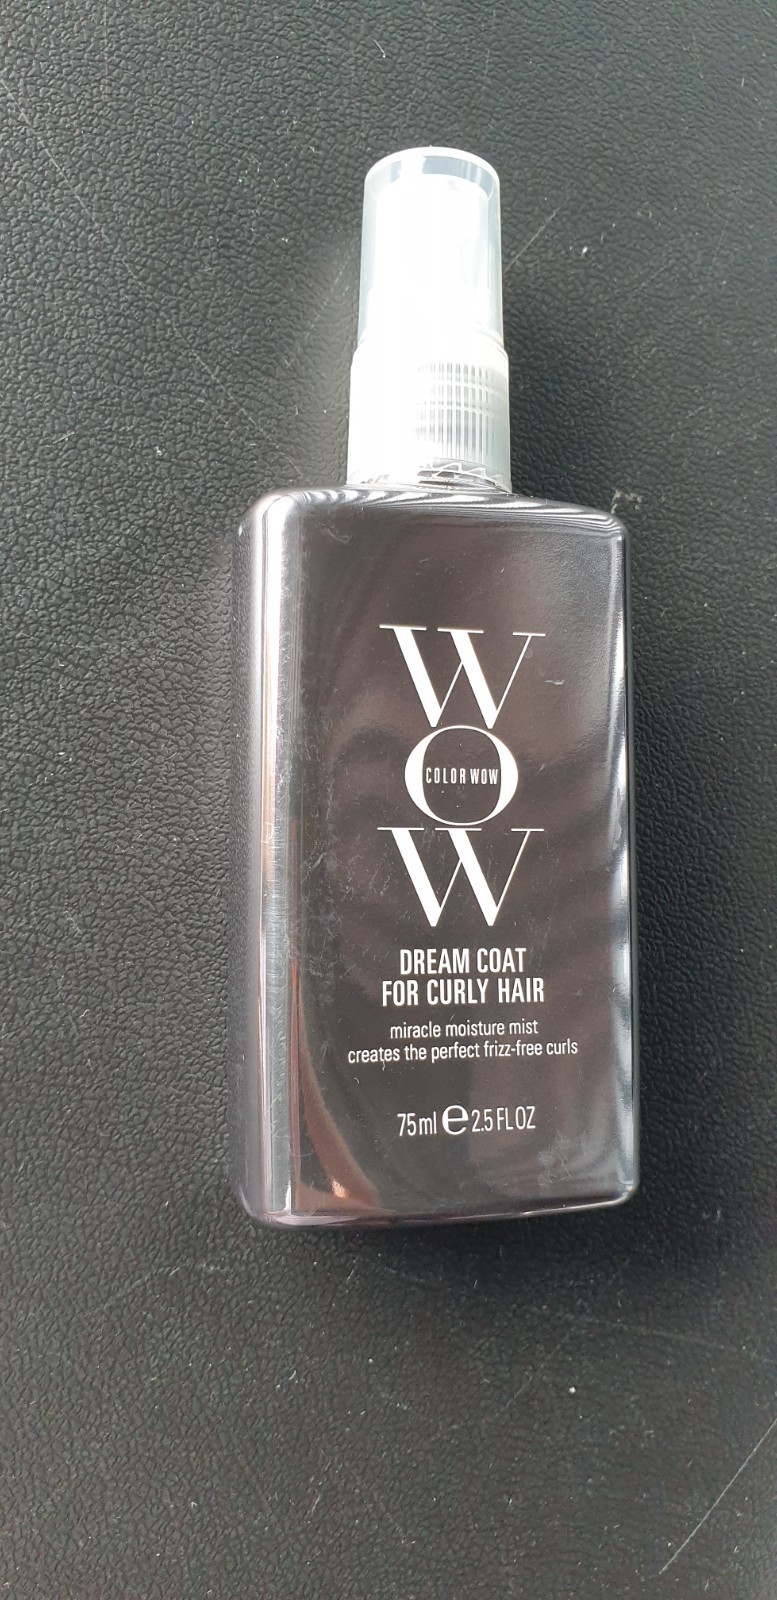 W
O
COLOR WOW
W
DREAM COAT
FOR CURLY HAIR
miracle moisture mist
creates the perfect frizz-free curls
75ml e 2.5 FL OZ